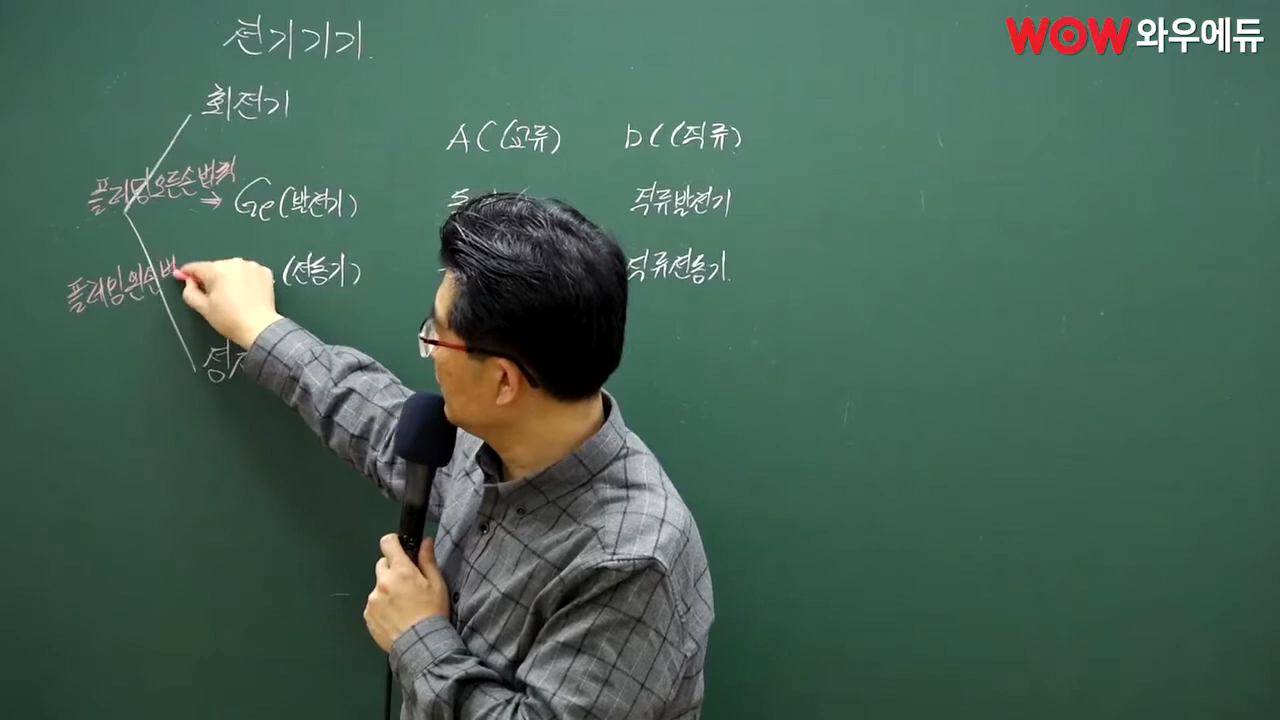 WOW 와우에듀
전기기기.
회전기
AC(교류) DC(직류)
플레밍오른손법칙
→ Ge(발전기) 직류발전기
플레밍왼손법 (전동기) 직류전동기.